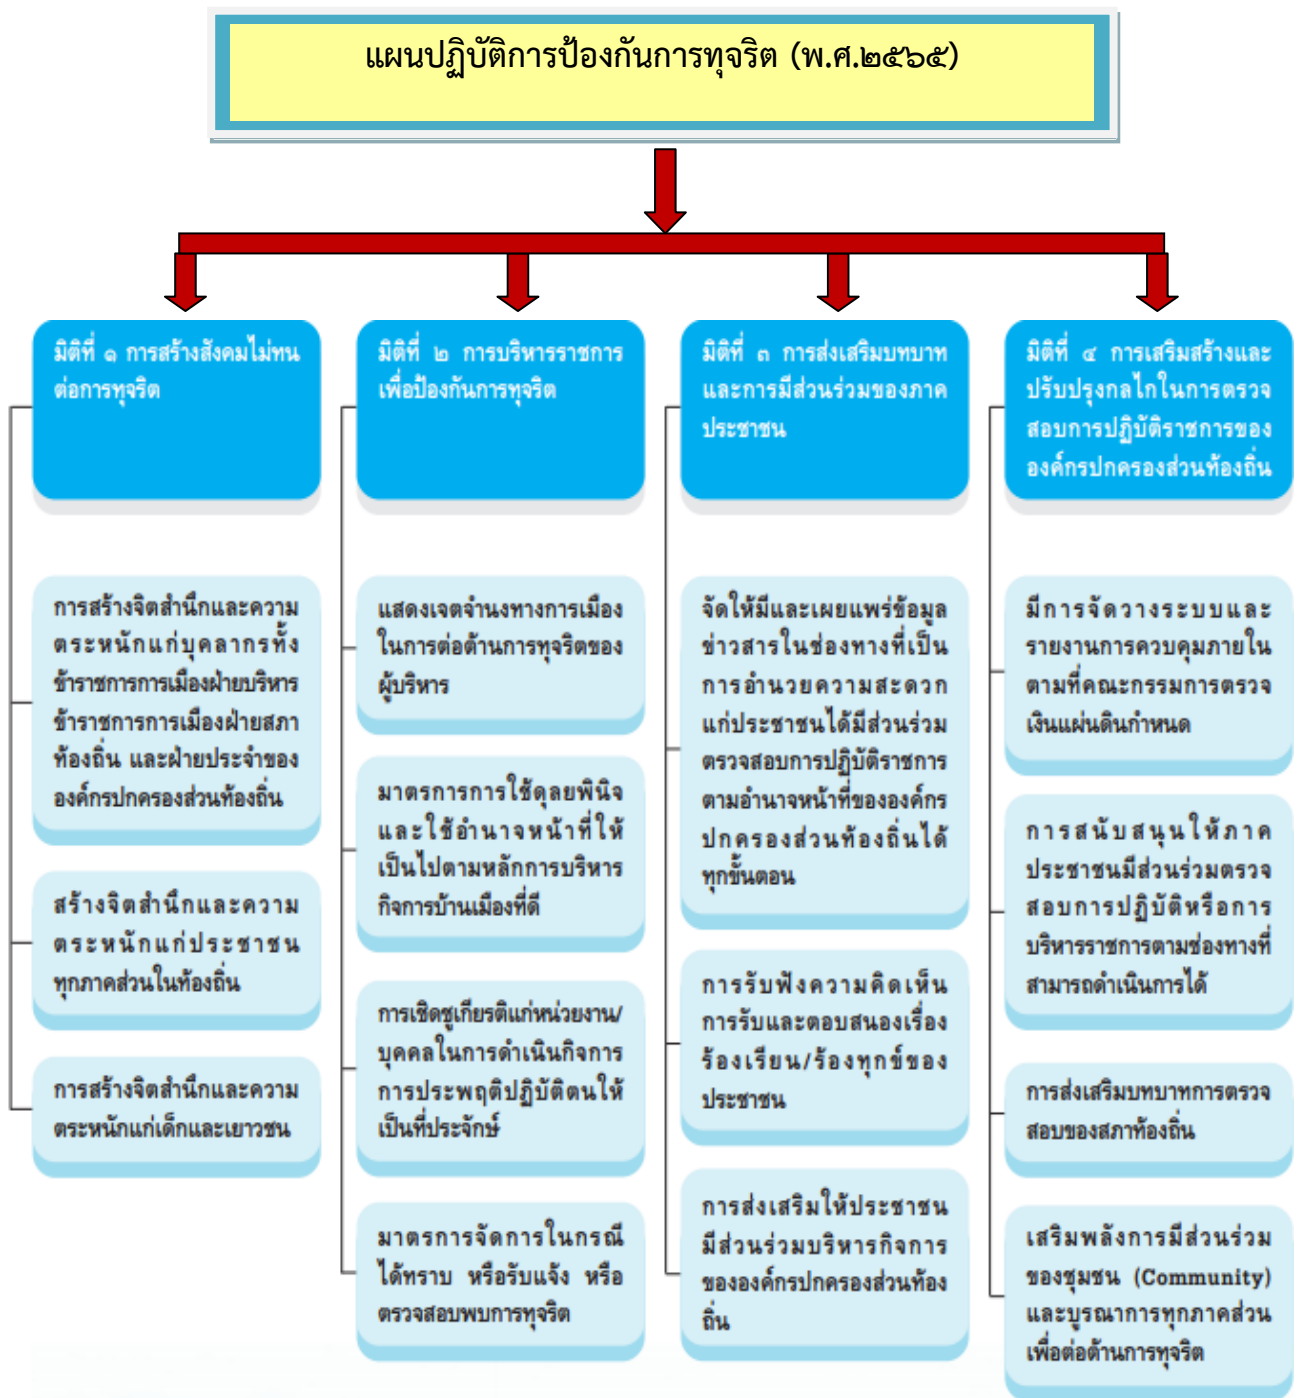 แผนปฏิบัติการป้องกันการทุจริต (พ.ศ.๒๕๖๕)
มิติที่ ๑ การสร้างสังคมไม่ทน
ต่อการทุจริต
การสร้างจิตสำนึกและความ
ตระหนักแก่บุคลากรทั้ง
ข้าราชการการเมืองฝ่ายบริหาร
ข้าราชการการเมืองฝ่ายสภา
ท้องถิ่น และฝ่ายประจำของ
องค์กรปกครองส่วนท้องถิ่น
สร้างจิตสำนึกและความ
ตระหนักแก่ประชาชน
ทุกภาคส่วนในท้องถิ่น
การสร้างจิตสำนึกและความ
ตระหนักแก่เด็กและเยาวชน
มิติที่ ๒ การบริหารราชการ
เพื่อป้องกันการทุจริต
แสดงเจตจำนงทางการเมือง
ในการต่อต้านการทุจริตของ
ผู้บริหาร
มาตรการการใช้ดุลยพินิจ
และใช้อำนาจหน้าที่ให้
เป็นไปตามหลักการบริหาร
กิจการบ้านเมืองที่ดี
การเชิดชูเกียรติแก่หน่วยงาน/
บุคคลในการดำเนินกิจการ
การประพฤติปฏิบัติตนให้
เป็นที่ประจักษ์
มาตรการจัดการในกรณี
ได้ทราบ หรือรับแจ้ง หรือ
ตรวจสอบพบการทุจริต
มิติที่ ๓ การส่งเสริมบทบาท
และการมีส่วนร่วมของภาค
ประชาชน
จัดให้มีและเผยแพร่ข้อมูล
ข่าวสารในช่องทางที่เป็น
การอำนวยความสะดวก
แก่ประชาชนได้มีส่วนร่วม
ตรวจสอบการปฏิบัติราชการ
ตามอำนาจหน้าที่ขององค์กร
ปกครองส่วนท้องถิ่นได้
ทุกขั้นตอน
การรับฟังความคิดเห็น
การรับและตอบสนองเรื่อง
ร้องเรียน/ร้องทุกข์ของ
ประชาชน
การส่งเสริมให้ประชาชน
มีส่วนร่วมบริหารกิจการ
ขององค์กรปกครองส่วนท้อง
ถิ่น
มิติที่ ๔ การเสริมสร้างและ
ปรับปรุงกลไกในการตรวจ
สอบการปฏิบัติราชการของ
องค์กรปกครองส่วนท้องถิ่น
มีการจัดวางระบบและ
รายงานการควบคุมภายใน
ตามที่คณะกรรมการตรวจ
เงินแผ่นดินกำหนด
การสนับสนุนให้ภาค
ประชาชนมีส่วนร่วมตรวจ
สอบการปฏิบัติหรือการ
บริหารราชการตามช่องทางที่
สามารถดำเนินการได้
การส่งเสริมบทบาทการตรวจ
สอบของสภาท้องถิ่น
เสริมพลังการมีส่วนร่วม
ของชุมชน (Community)
และบูรณาการทุกภาคส่วน
เพื่อต่อต้านการทุจริต